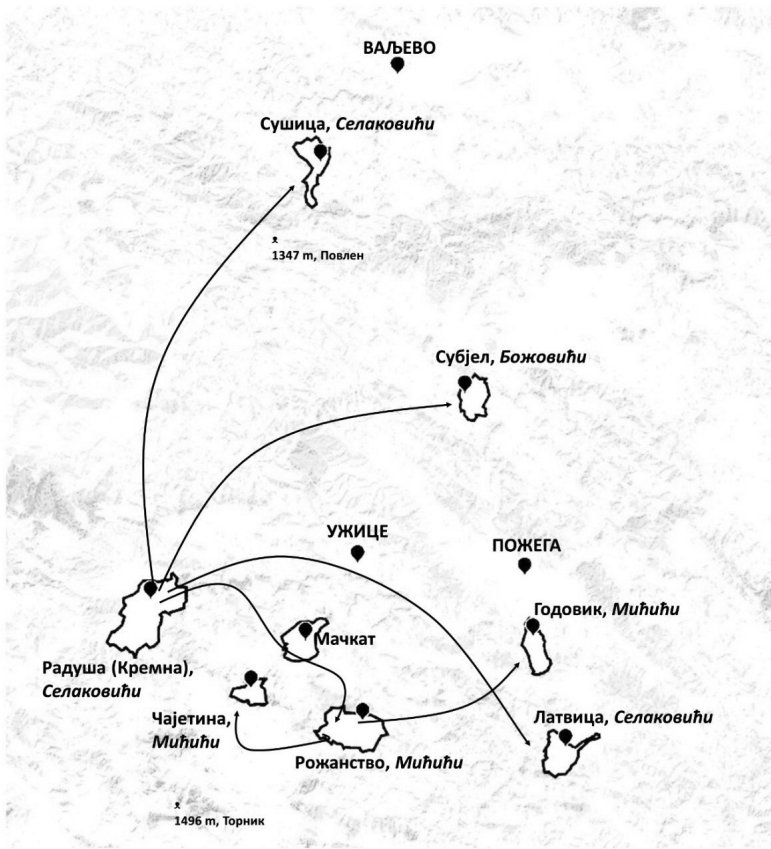 ВАЉЕВО
Сушица, Селаковићи
1347 m, Повлен
Субјел, Божовићи
УЖИЦЕ
ПОЖЕГА
Годовик, Мићићи
Мачкат
Радуша (Кремна),
Селаковићи
Чајетина,
Мићићи
Латвица, Селаковићи
Рожанство, Мићићи
1496 m, Торник